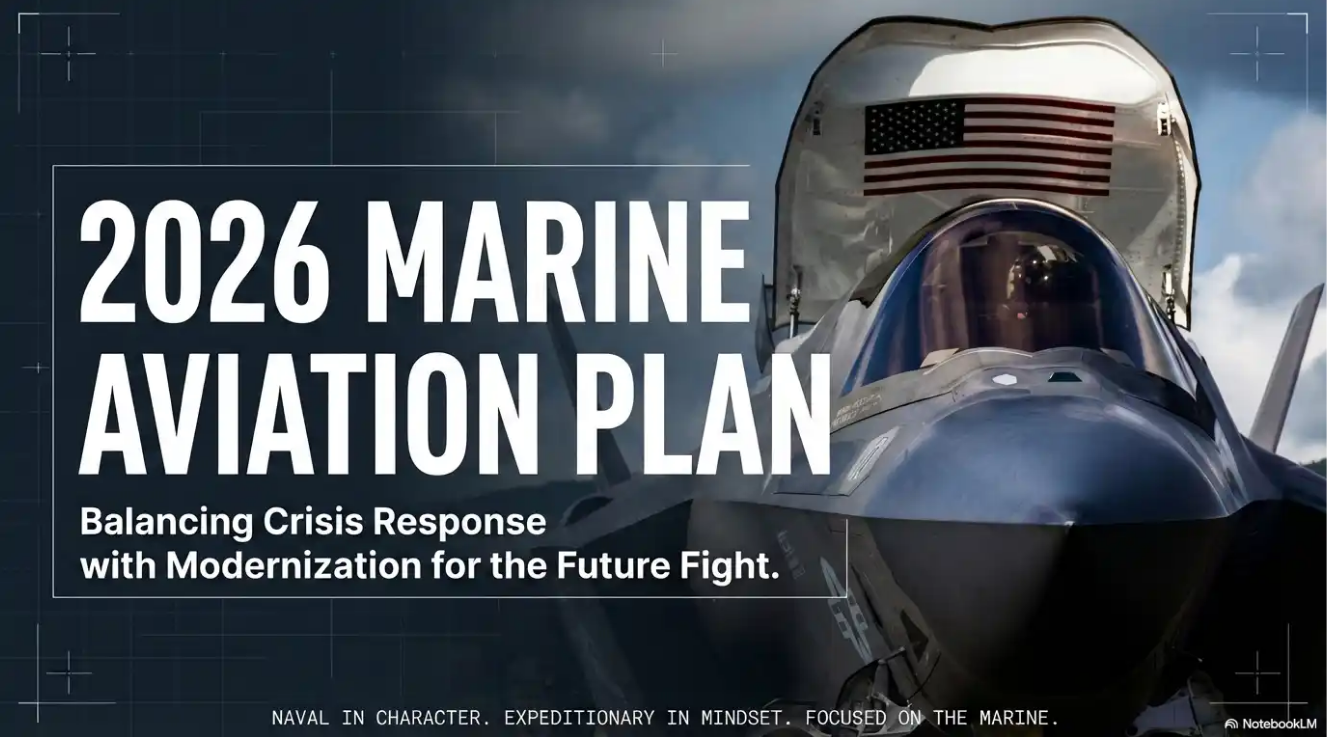 2026 MARINE
AVIATION PLAN
Balancing Crisis Response
with Modernization for the Future Fight.
NAVAL IN CHARACTER. EXPEDITIONARY IN MINDSET. FOCUSED ON THE MARINE.
NotebookLM